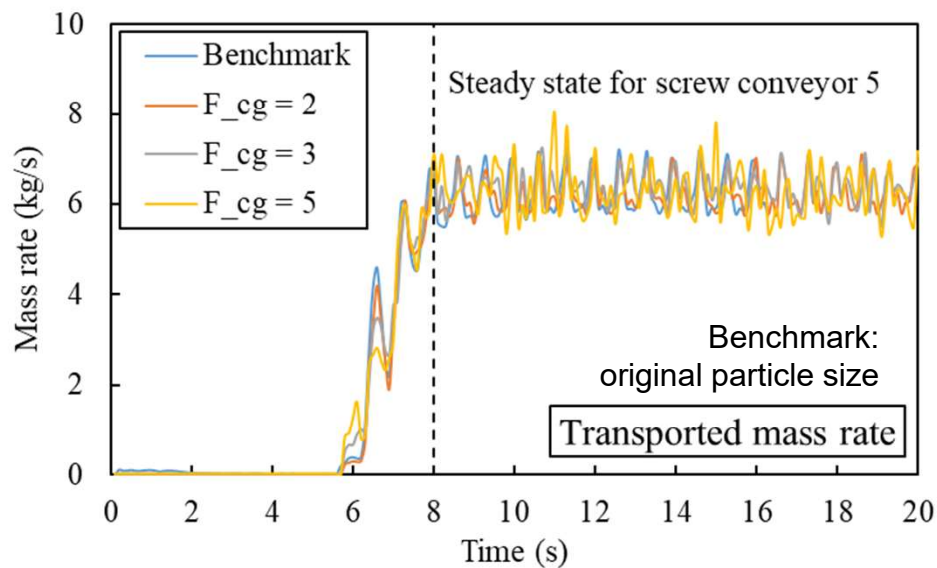 Benchmark
F_cg = 2
F_cg = 3
F_cg = 5
Steady state for screw conveyor 5
Benchmark:
original particle size
Transported mass rate
Mass rate (kg/s)
10
8
6
4
2
0
0 2 4 6 8 10 12 14 16 18 20
Time (s)